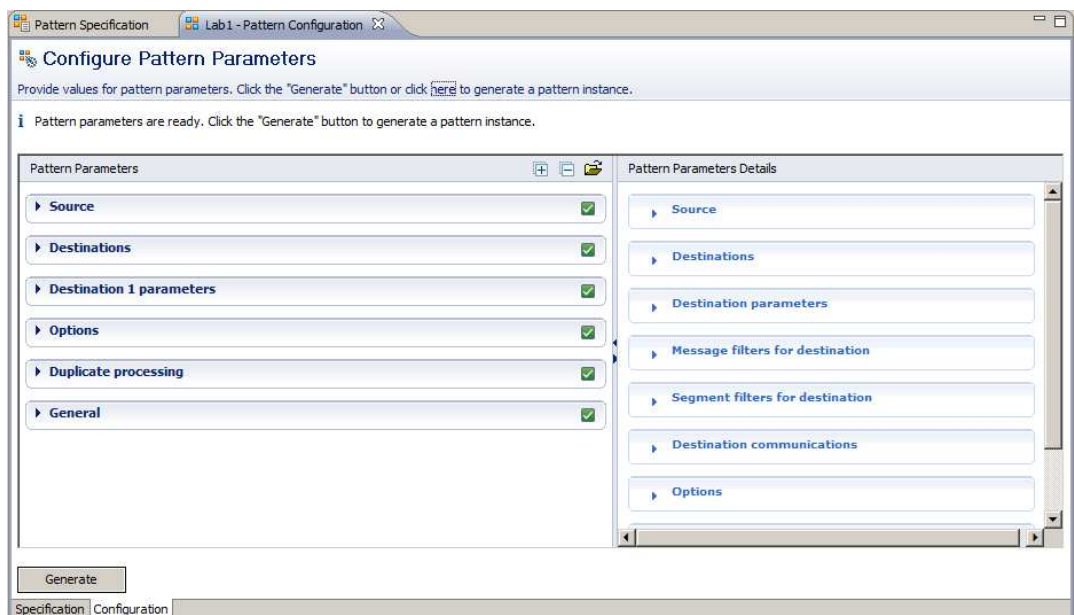 Pattern Specification
Lab1 - Pattern Configuration
Configure Pattern Parameters
Provide values for pattern parameters. Click the "Generate" button or click here to generate a pattern instance.
Pattern parameters are ready. Click the "Generate" button to generate a pattern instance.
Pattern Parameters
Source
Destinations
Destination 1 parameters
Options
Duplicate processing
General
Pattern Parameters Details
Source
Destinations
Destination parameters
Message filters for destination
Segment filters for destination
Destination communications
Options
Generate
Specification
Configuration